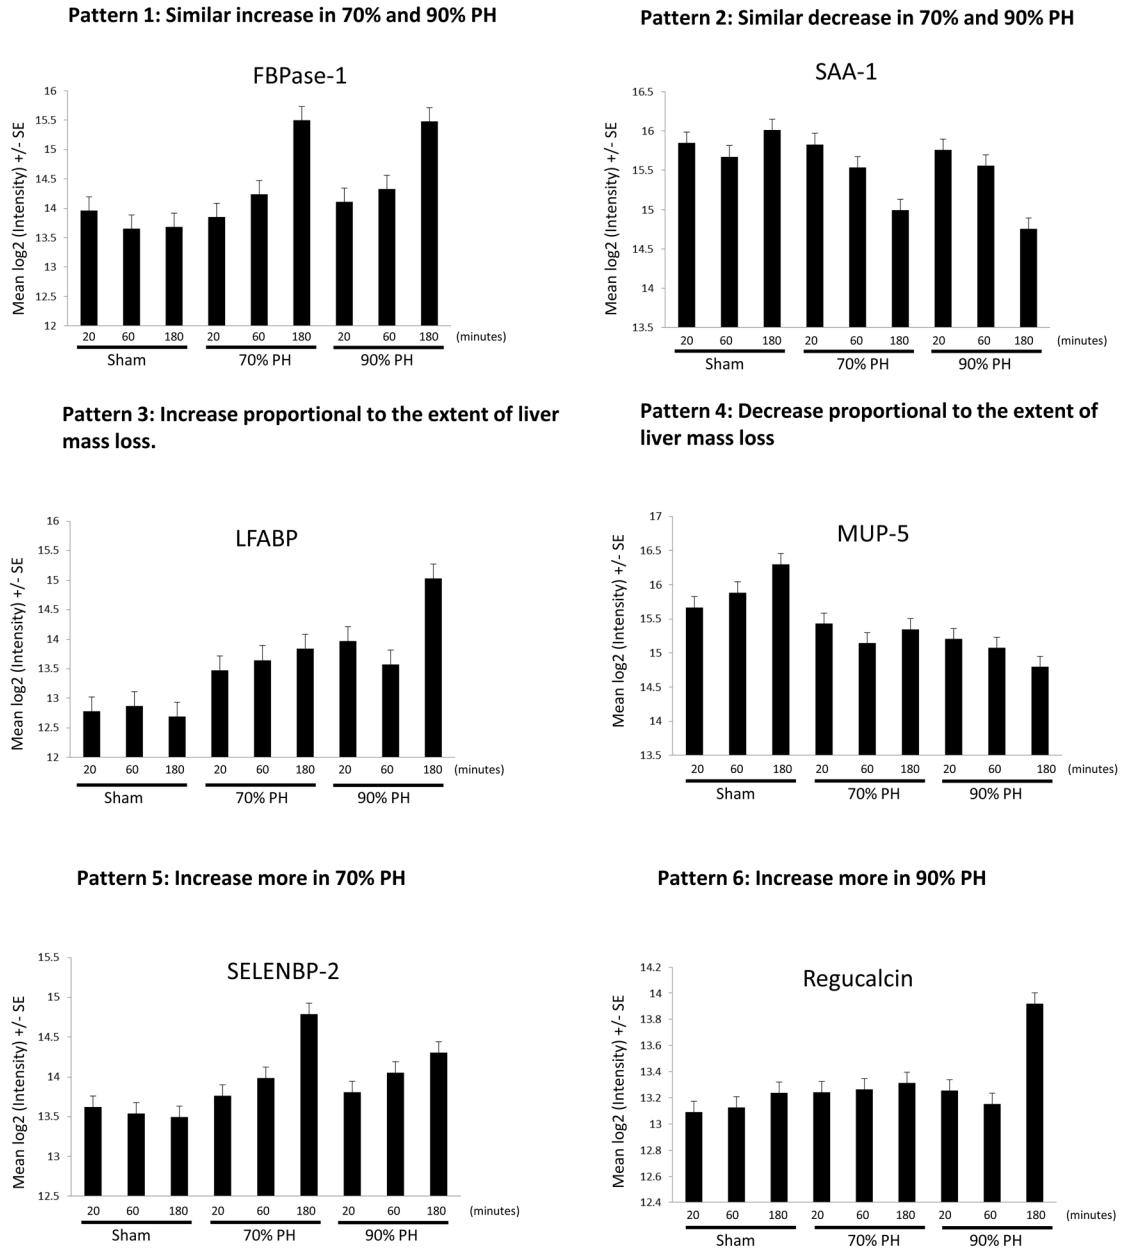 Pattern 1: Similar increase in 70% and 90% PH
FBPase-1
Mean log2 (Intensity) +/- SE
16
15.5
15
14.5
14
13.5
13
12.5
12
20 60 180 20 60 180 20 60 180 (minutes)
Sham 70% PH 90% PH
Pattern 2: Similar decrease in 70% and 90% PH
SAA-1
Mean log2 (Intensity) +/- SE
16.5
16
15.5
15
14.5
14
13.5
20 60 180 20 60 180 20 60 180 (minutes)
Sham 70% PH 90% PH
Pattern 3: Increase proportional to the extent of liver
mass loss.
LFABP
Mean log2 (Intensity) +/- SE
16
15.5
15
14.5
14
13.5
13
12.5
12
20 60 180 20 60 180 20 60 180 (minutes)
Sham 70% PH 90% PH
Pattern 4: Decrease proportional to the extent of
liver mass loss
MUP-5
Mean log2 (Intensity) +/- SE
17
16.5
16
15.5
15
14.5
14
13.5
20 60 180 20 60 180 20 60 180 (minutes)
Sham 70% PH 90% PH
Pattern 5: Increase more in 70% PH
SELENBP-2
Mean log2 (Intensity) +/- SE
15.5
15
14.5
14
13.5
13
12.5
20 60 180 20 60 180 20 60 180 (minutes)
Sham 70% PH 90% PH
Pattern 6: Increase more in 90% PH
Regucalcin
Mean log2 (Intensity) +/- SE
14.2
14
13.8
13.6
13.4
13.2
13
12.8
12.6
12.4
20 60 180 20 60 180 20 60 180 (minutes)
Sham 70% PH 90% PH